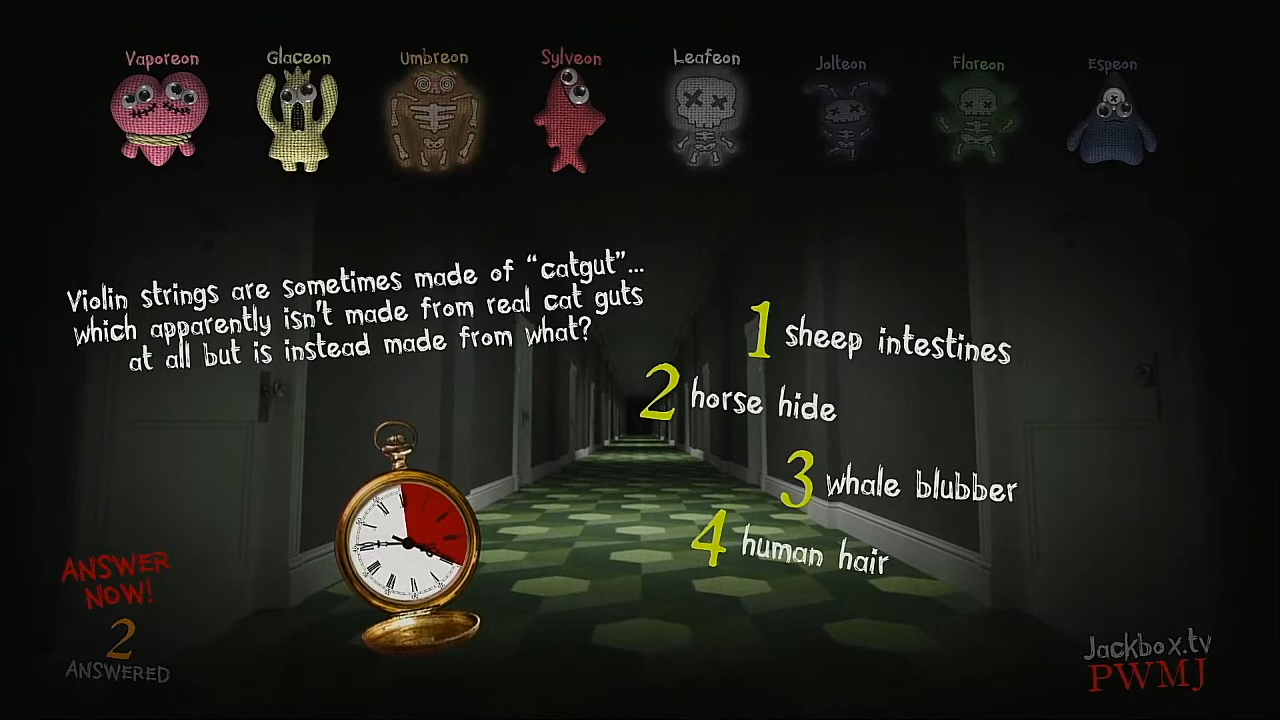 Vaporeon
Glaceon
Umbreon
Sylveon
Leafeon
Jolteon
Flareon
Espeon
Violin strings are sometimes made of “catgut”...
which apparently isn't made from real cat guts
at all but is instead made from what?
1 sheep intestines
2 horse hide
3 whale blubber
4 human hair
ANSWER
NOW!
2
ANSWERED
Jackbox.tv
PWMJ